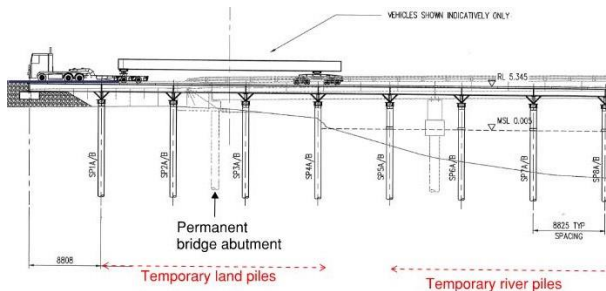 VEHICLES SHOWN INDICATIVELY ONLY
RL 5.345
MSL 0.005
SP1A/B
SP2A/B
SP3A/B
SP4A/B
SP5A/B
SP6A/B
SP7A/B
SP8A/B
Permanent
bridge abutment
8825 TYP
SPACING
8808
Temporary land piles
Temporary river piles